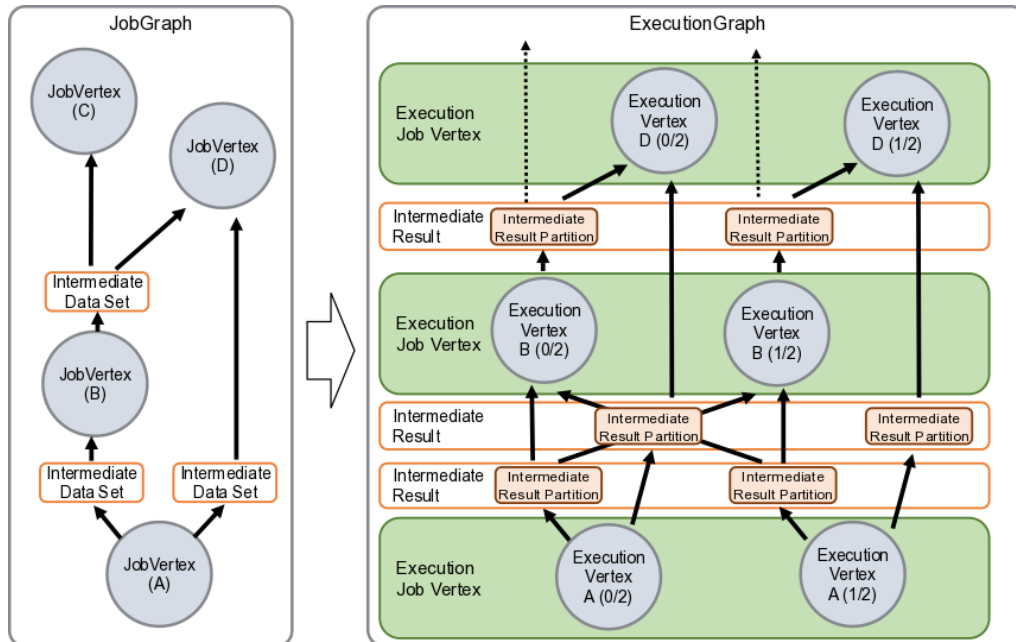 JobGraph
JobVertex
(C)
JobVertex
(D)
Intermediate
Data Set
JobVertex
(B)
Intermediate
Data Set
Intermediate
Data Set
JobVertex
(A)
ExecutionGraph
Execution
Job Vertex
Execution
Vertex
D (0/2)
Execution
Vertex
D (1/2)
Intermediate
Result
Intermediate
Result Partition
Intermediate
Result Partition
Execution
Job Vertex
Execution
Vertex
B (0/2)
Execution
Vertex
B (1/2)
Intermediate
Result
Intermediate
Result Partition
Intermediate
Result Partition
Intermediate
Result
Intermediate
Result Partition
Intermediate
Result Partition
Execution
Job Vertex
Execution
Vertex
A (0/2)
Execution
Vertex
A (1/2)